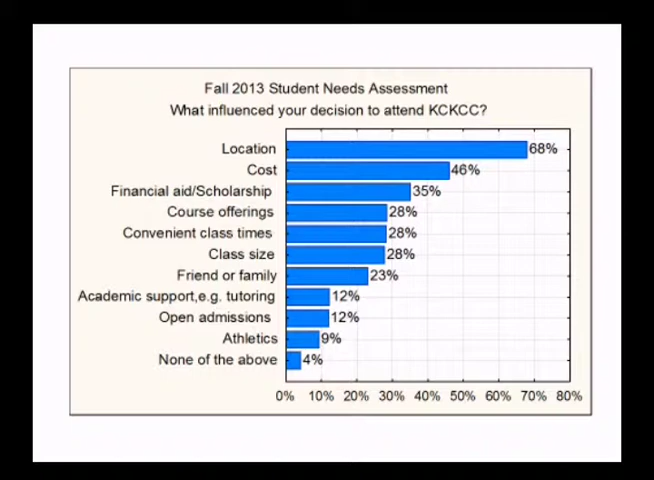 Fall 2013 Student Needs Assessment
What influenced your decision to attend KCKCC?
Location 68%
Cost 46%
Financial aid/Scholarship 35%
Course offerings 28%
Convenient class times 28%
Class size 28%
Friend or family 23%
Academic support,e.g. tutoring 12%
Open admissions 12%
Athletics 9%
None of the above 4%
0% 10% 20% 30% 40% 50% 60% 70% 80%